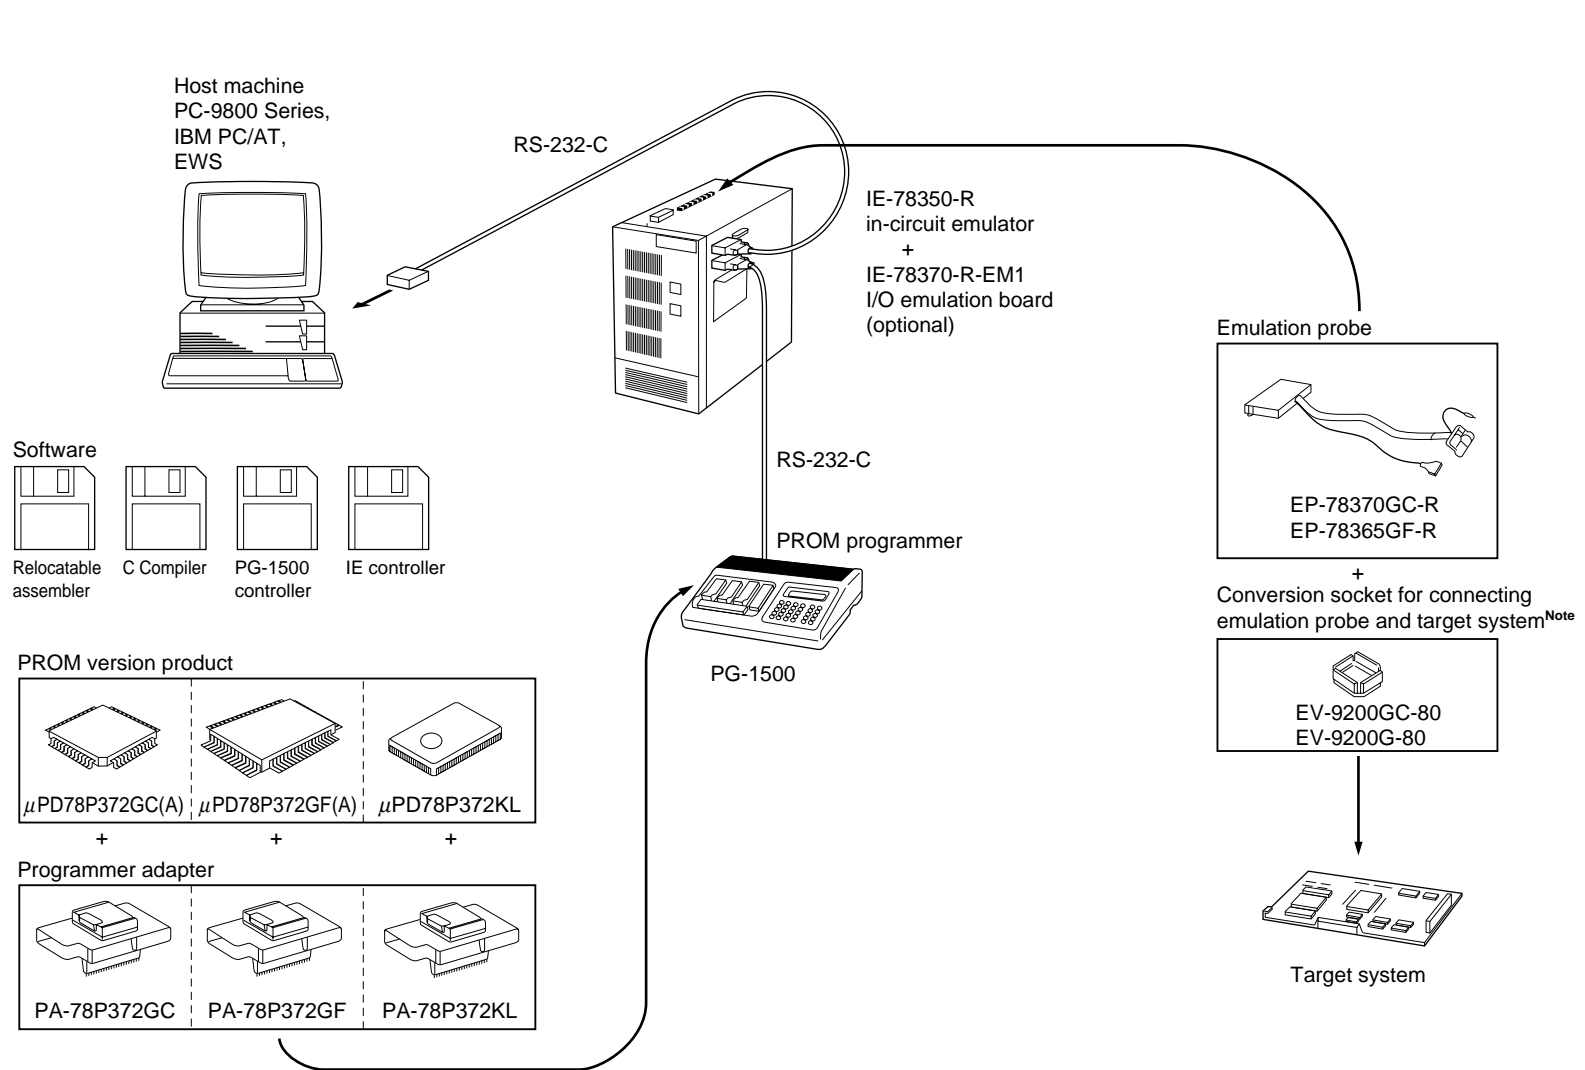 Host machine
PC-9800 Series,
IBM PC/AT,
EWS
RS-232-C
IE-78350-R
in-circuit emulator
+
IE-78370-R-EM1
I/O emulation board
(optional)
Emulation probe
EP-78370GC-R
EP-78365GF-R
+
Conversion socket for connecting
emulation probe and target systemNote
EV-9200GC-80
EV-9200G-80
Target system
Software
Relocatable
assembler
C Compiler
PG-1500
controller
IE controller
RS-232-C
PROM programmer
PG-1500
PROM version product
μPD78P372GC(A)
μPD78P372GF(A)
μPD78P372KL
+
+
+
Programmer adapter
PA-78P372GC
PA-78P372GF
PA-78P372KL